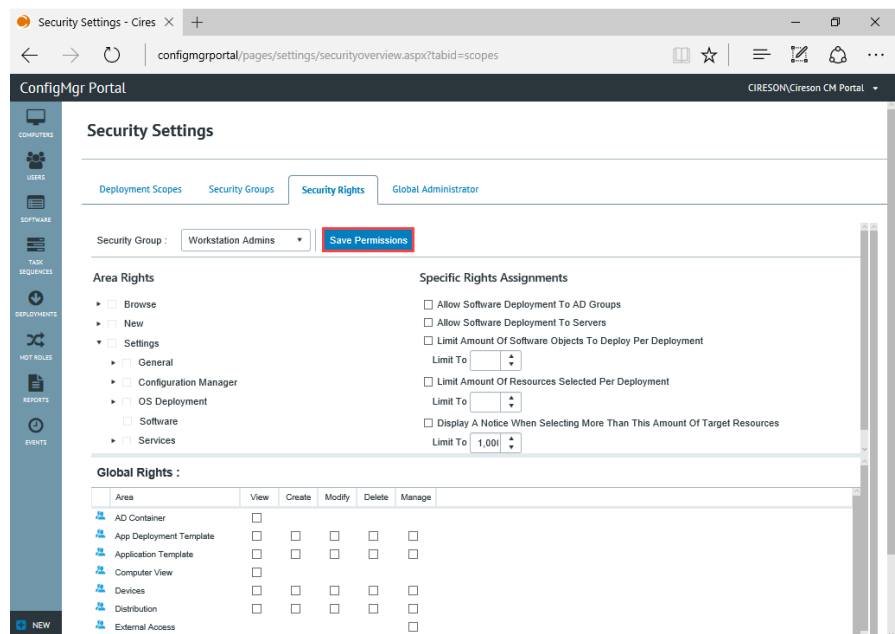 Security Settings - Cires
configmgrportal/pages/settings/securityoverview.aspx?tabid=scopes
ConfigMgr Portal
CIRESON\Cireson CM Portal
COMPUTERS
USERS
SOFTWARE
TASK
SEQUENCES
DEPLOYMENTS
MDT ROLES
REPORTS
EVENTS
NEW
Security Settings
Deployment Scopes Security Groups Security Rights Global Administrator
Security Group : Workstation Admins Save Permissions
Area Rights
Browse
New
Settings
General
Configuration Manager
OS Deployment
Software
Services
Specific Rights Assignments
Allow Software Deployment To AD Groups
Allow Software Deployment To Servers
Limit Amount Of Software Objects To Deploy Per Deployment
Limit To
Limit Amount Of Resources Selected Per Deployment
Limit To
Display A Notice When Selecting More Than This Amount Of Target Resources
Limit To 1,00
Global Rights :
Area View Create Modify Delete Manage
AD Container
App Deployment Template
Application Template
Computer View
Devices
Distribution
External Access